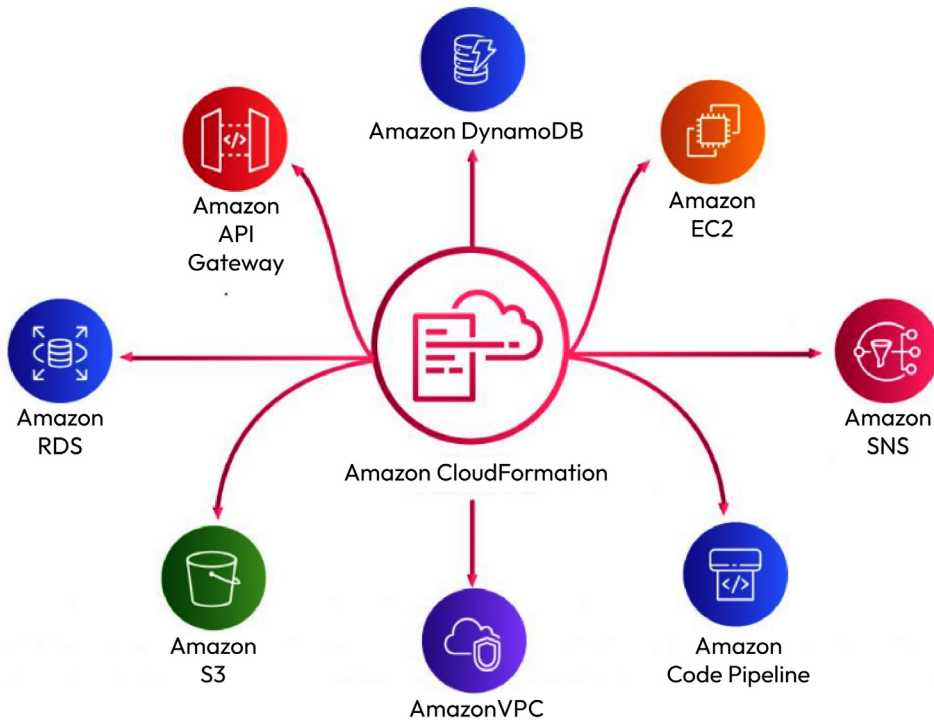 Amazon DynamoDB
Amazon
API
Gateway
Amazon
EC2
Amazon
RDS
Amazon
SNS
Amazon CloudFormation
Amazon
S3
Amazon
Code Pipeline
AmazonVPC